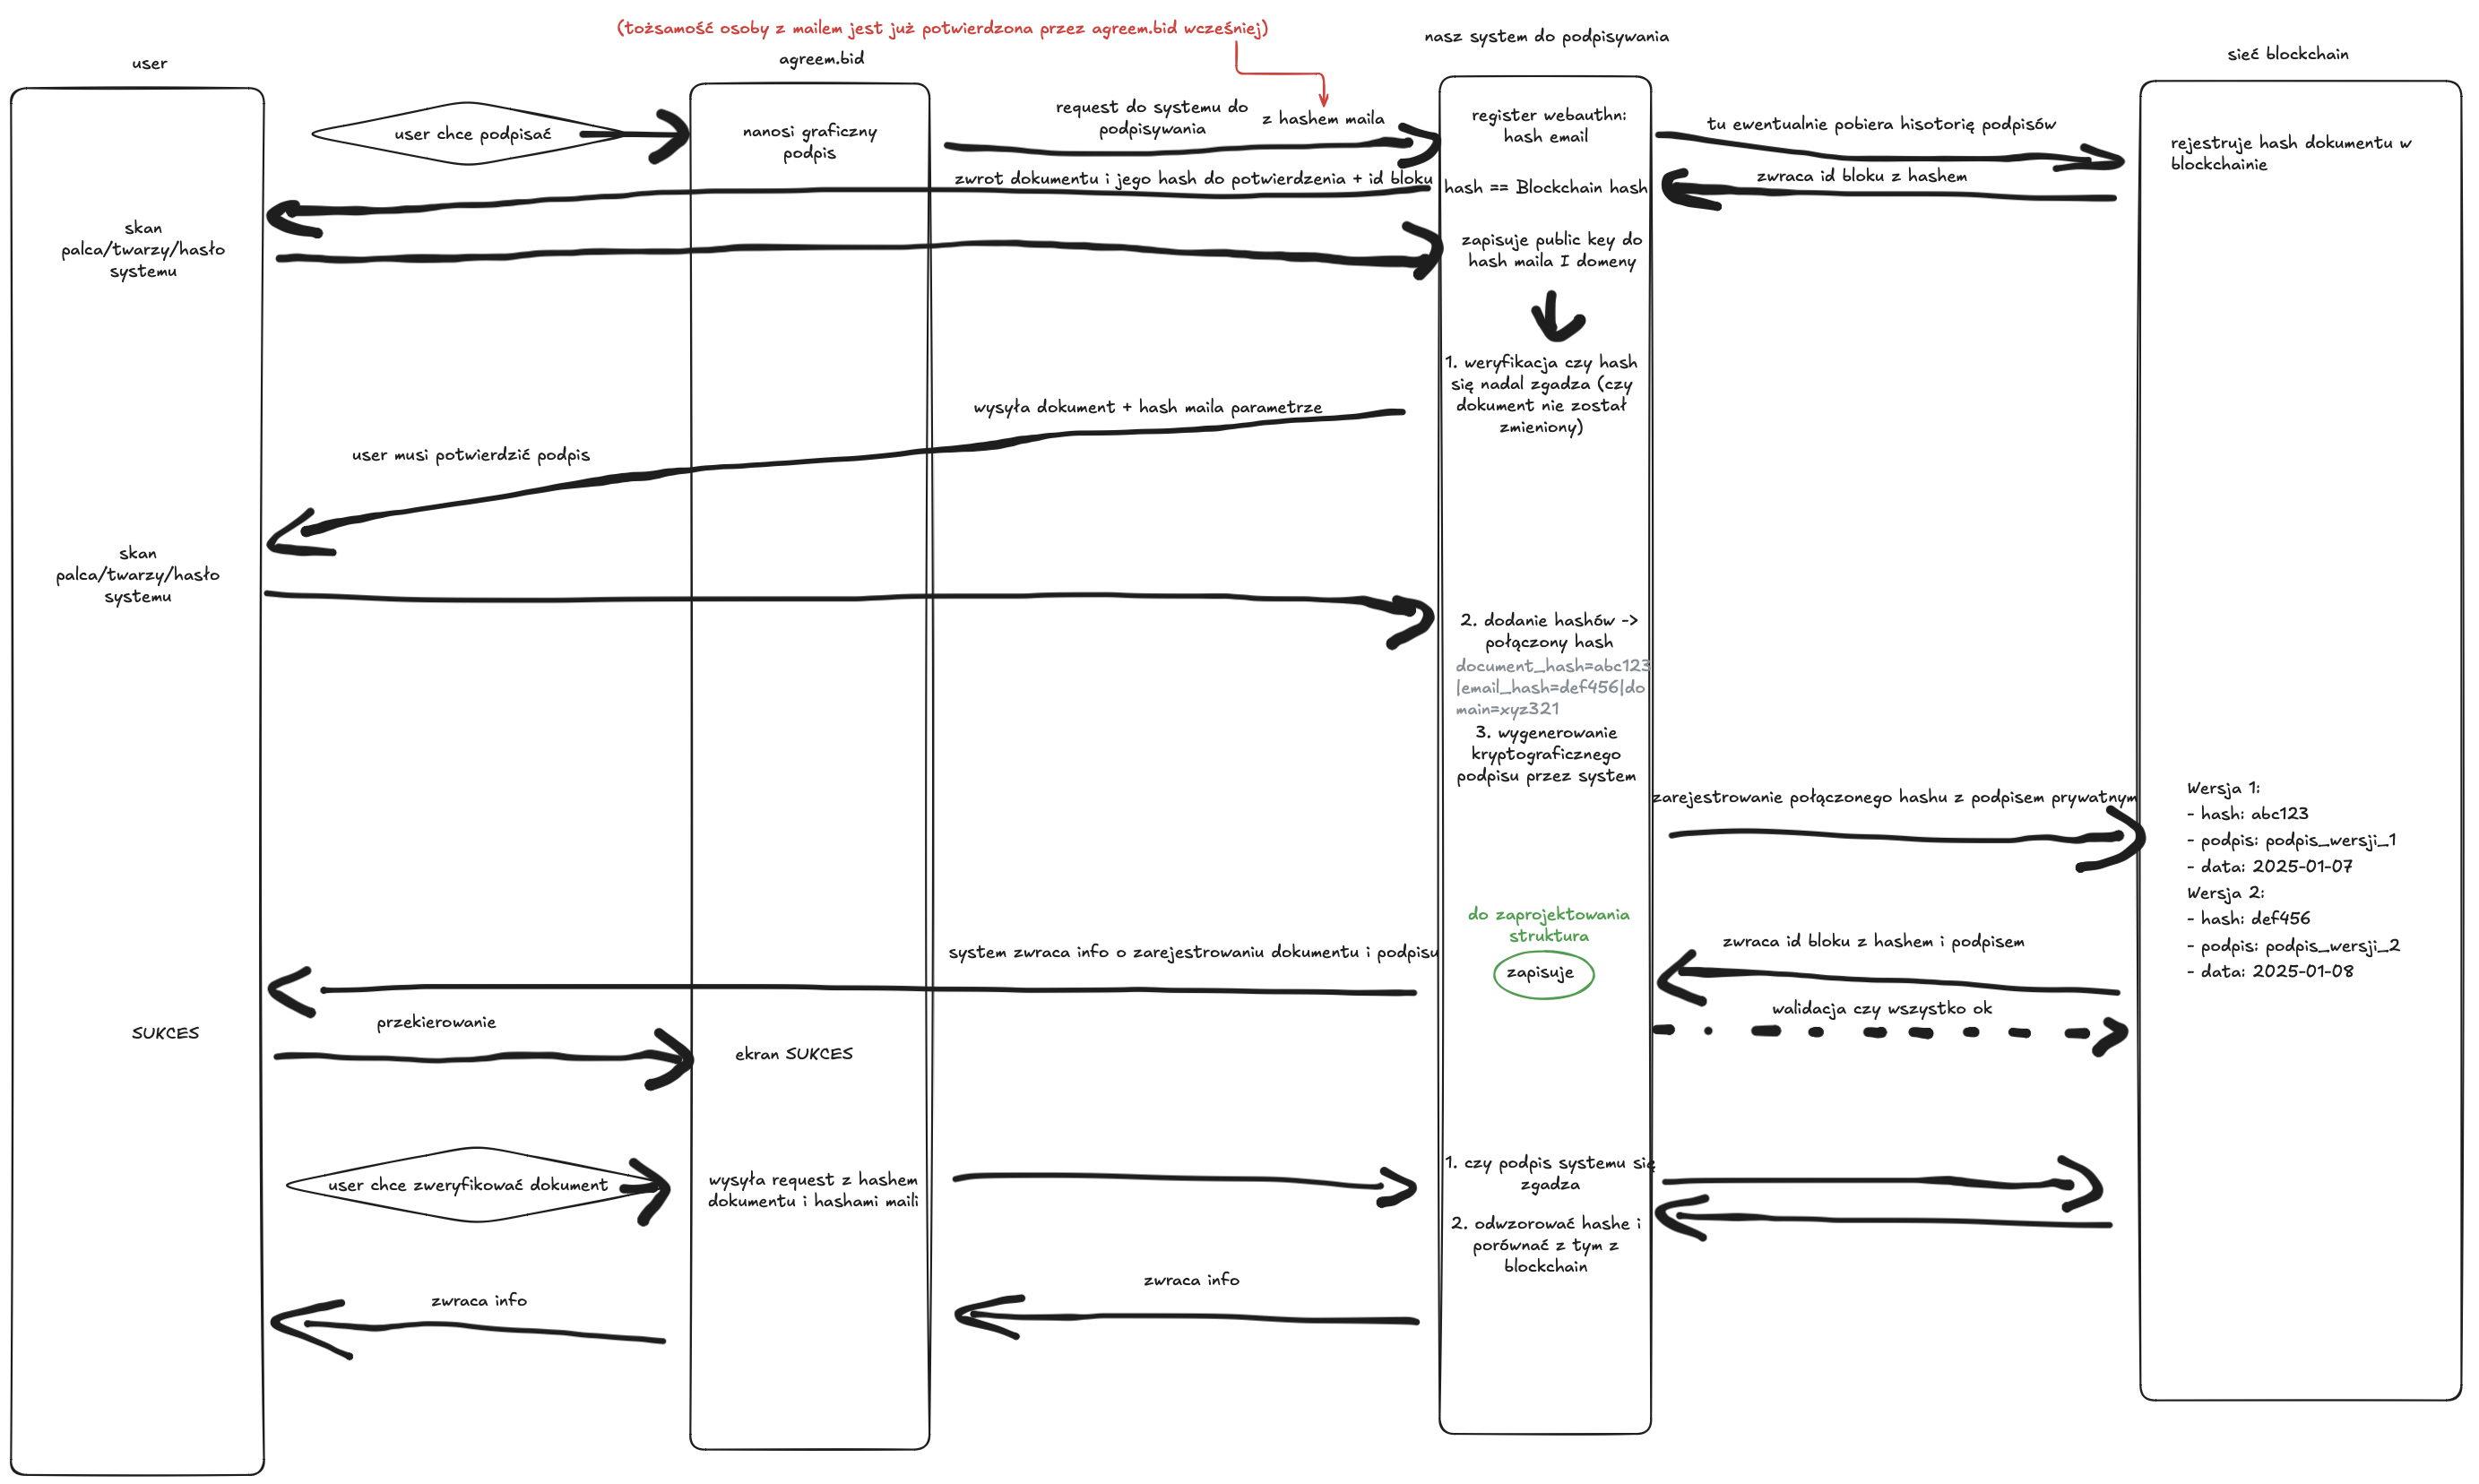 (tożsamość osoby z mailem jest już potwierdzona przez agreem.bid wcześniej)
user
agreem.bid
nasz system do podpisywania
sieć blockchain
user chce podpisać
nanosi graficzny
podpis
request do systemu do
podpisywania
z hashem maila
register webauthn:
hash email
tu ewentualnie pobiera hisotorię podpisów
rejestruje hash dokumentu w
blockchainie
zwrot dokumentu i jego hash do potwierdzenia + id bloku
hash == Blockchain hash
zwraca id bloku z hashem
skan
palca/twarzy/hasło
systemu
zapisuje public key do
hash maila I domeny
1. weryfikacja czy hash
się nadal zgadza (czy
dokument nie został
zmieniony)
wysyła dokument + hash maila parametrze
user musi potwierdzić podpis
skan
palca/twarzy/hasło
systemu
2. dodanie hashów ->
połączony hash
document_hash=abc123
|email_hash=def456|do
main=xyz321
3. wygenerowanie
kryptograficznego
podpisu przez system
zarejestrowanie połączonego hashu z podpisem prywatnym
Wersja 1:
- hash: abc123
- podpis: podpis_wersji_1
- data: 2025-01-07
Wersja 2:
- hash: def456
- podpis: podpis_wersji_2
- data: 2025-01-08
do zaprojektowania
struktura
zapisuje
system zwraca info o zarejestrowaniu dokumentu i podpisu
zwraca id bloku z hashem i podpisem
walidacja czy wszystko ok
SUKCES
przekierowanie
ekran SUKCES
user chce zweryfikować dokument
wysyła request z hashem
dokumentu i hashami maili
1. czy podpis systemu się
zgadza
2. odwzorować hashe i
porównać z tym z
blockchain
zwraca info
zwraca info